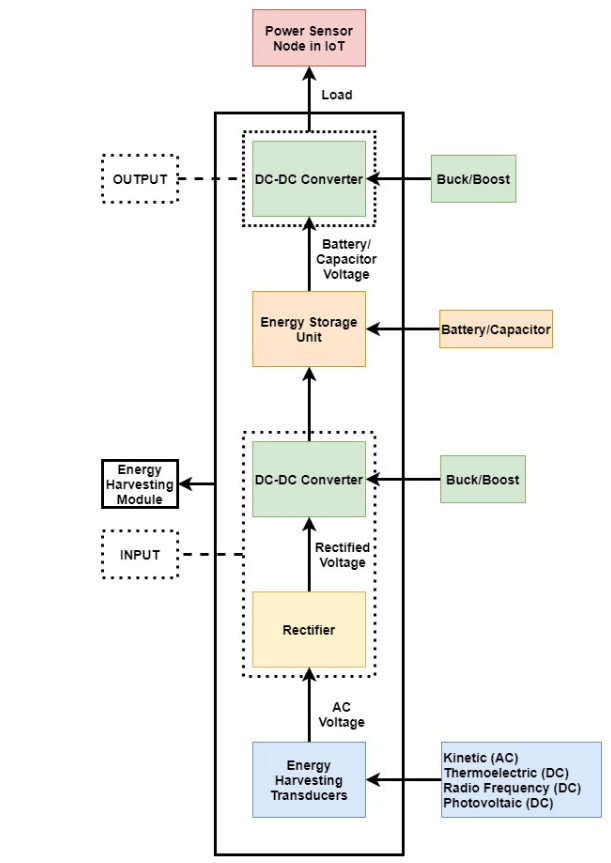 Power Sensor
Node in IoT
Load
OUTPUT
DC-DC Converter
Buck/Boost
Battery/
Capacitor
Voltage
Energy Storage
Unit
Battery/Capacitor
Energy
Harvesting
Module
DC-DC Converter
Buck/Boost
INPUT
Rectified
Voltage
Rectifier
AC
Voltage
Energy
Harvesting
Transducers
Kinetic (AC)
Thermoelectric (DC)
Radio Frequency (DC)
Photovoltaic (DC)